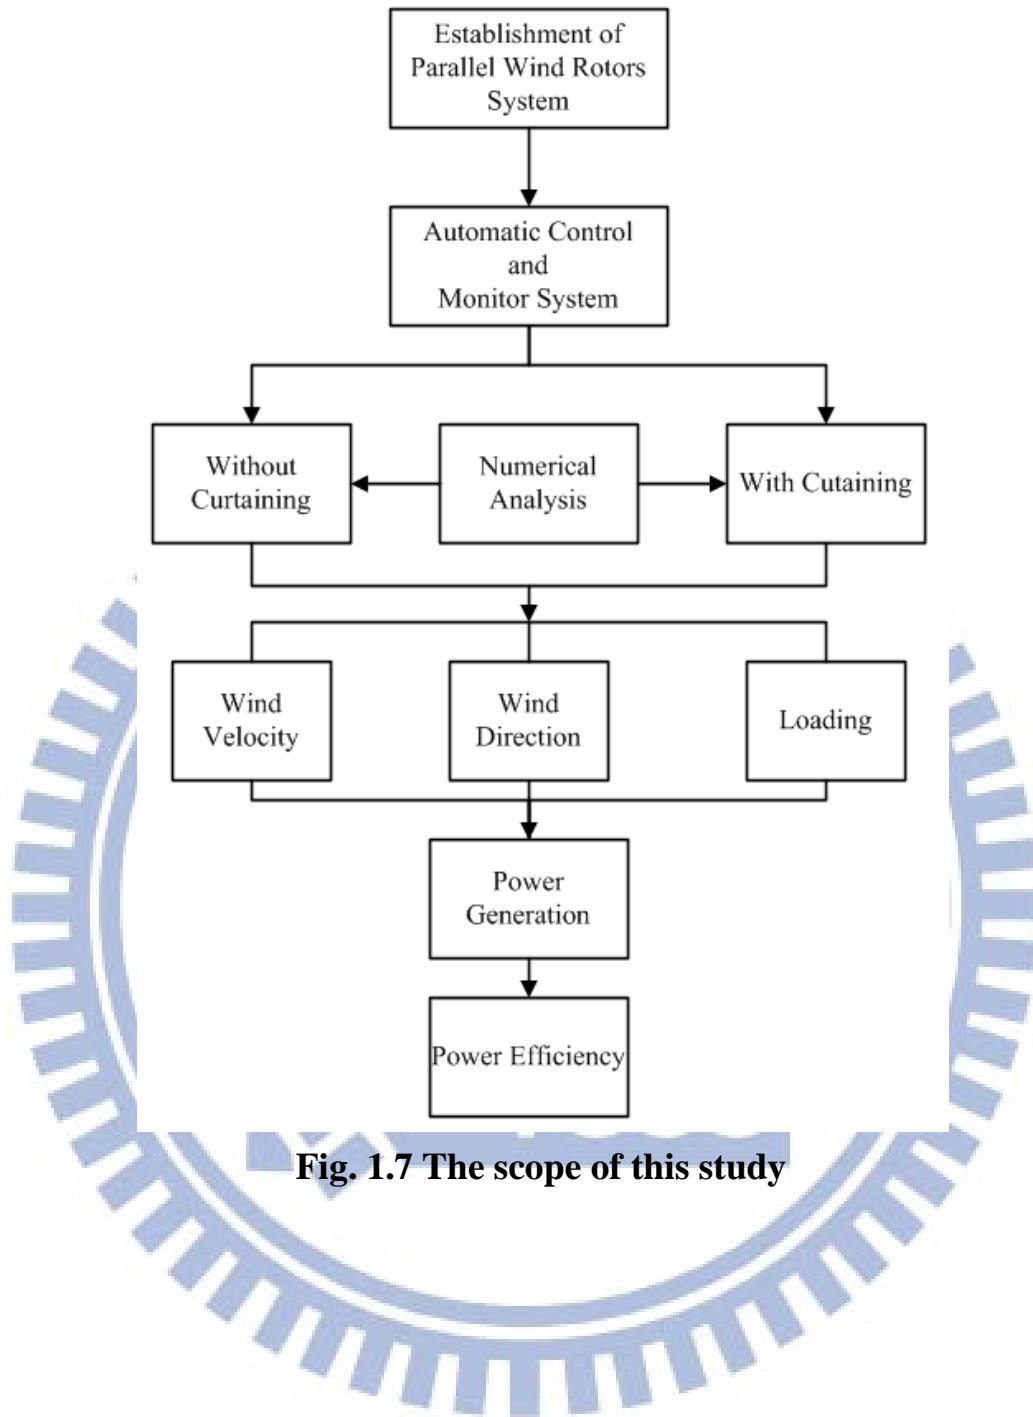 Establishment of
Parallel Wind Rotors
System
Automatic Control
and
Monitor System
Without
Curtaining
Numerical
Analysis
With Cutaining
Wind
Velocity
Wind
Direction
Loading
Power
Generation
Power Efficiency
Fig. 1.7 The scope of this study